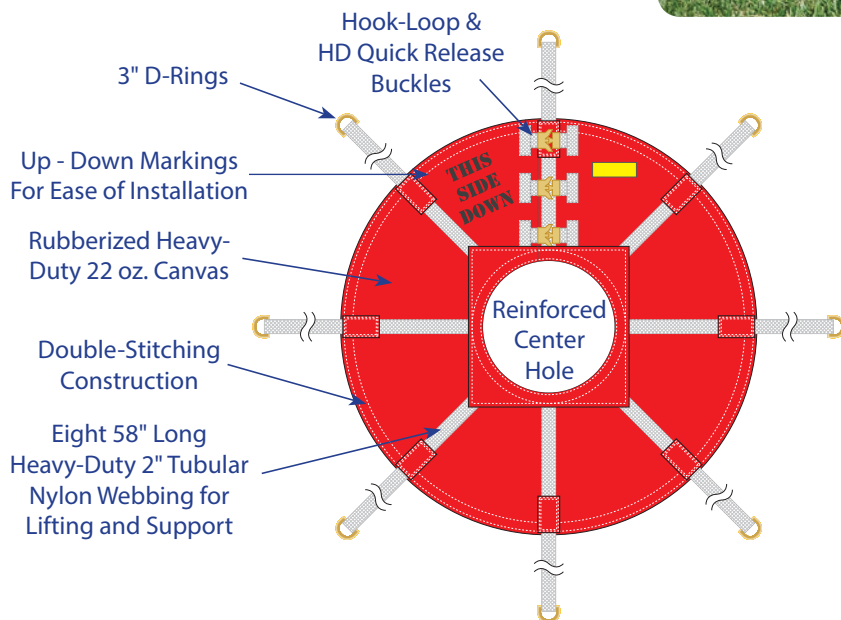 Hook-Loop &
HD Quick Release
Buckles
3" D-Rings
Up - Down Markings
For Ease of Installation
THIS
SIDE
DOWN
Rubberized Heavy-
Duty 22 oz. Canvas
Reinforced
Center
Hole
Double-Stitching
Construction
Eight 58" Long
Heavy-Duty 2" Tubular
Nylon Webbing for
Lifting and Support